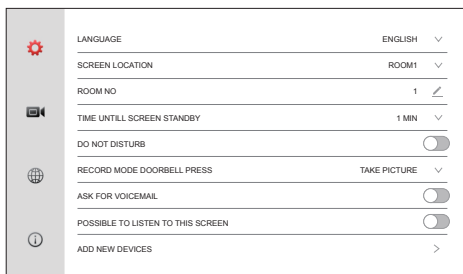 LANGUAGE ENGLISH
SCREEN LOCATION ROOM1
ROOM NO 1
TIME UNTILL SCREEN STANDBY 1 MIN
DO NOT DISTURB
RECORD MODE DOORBELL PRESS TAKE PICTURE
ASK FOR VOICEMAIL
POSSIBLE TO LISTEN TO THIS SCREEN
ADD NEW DEVICES